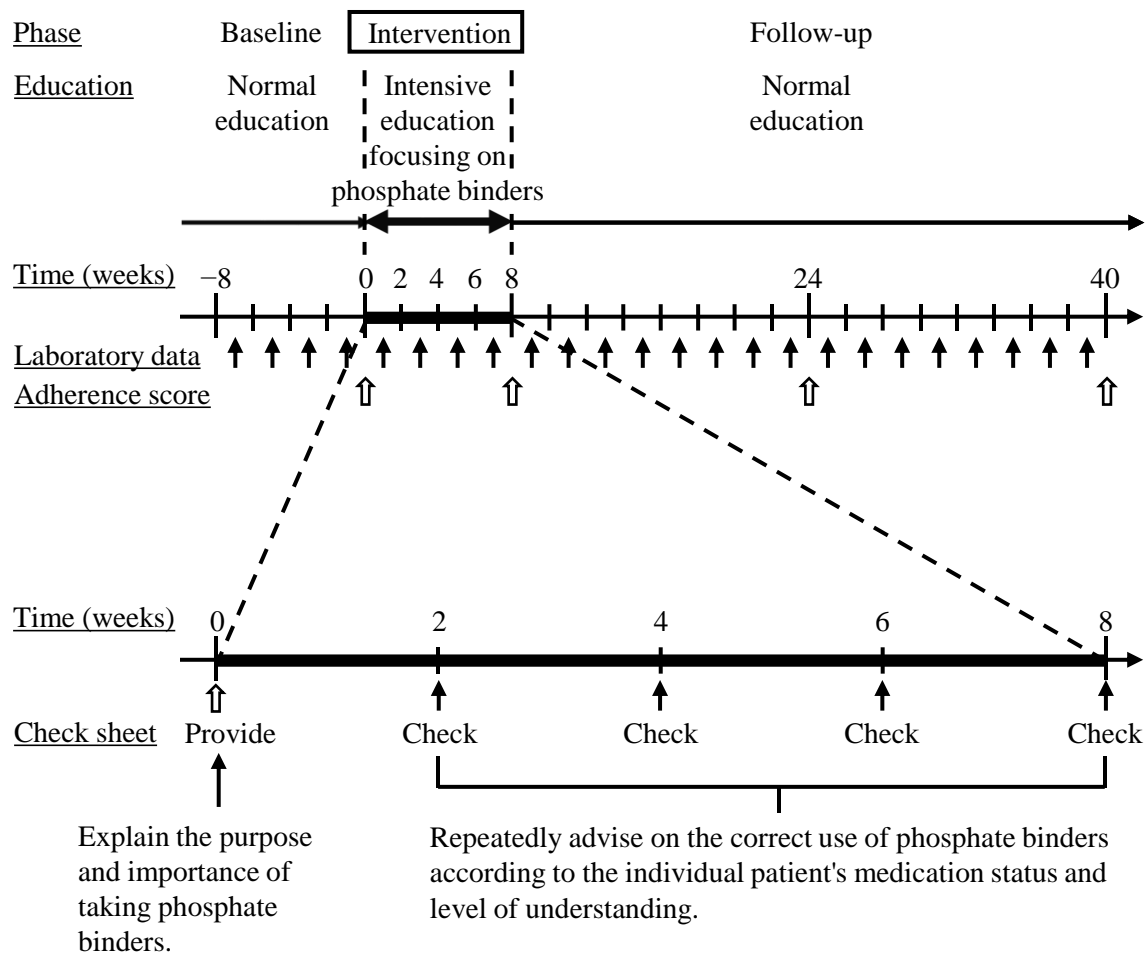 Phase Baseline Intervention Follow-up
Education Normal education Intensive education focusing on phosphate binders Normal education
Time (weeks) −8 0 2 4 6 8 24 40
Laboratory data
Adherence score
Time (weeks) 0 2 4 6 8
Check sheet Provide Check Check Check Check
Explain the purpose
and importance of
taking phosphate
binders.
Repeatedly advise on the correct use of phosphate binders
according to the individual patient's medication status and
level of understanding.